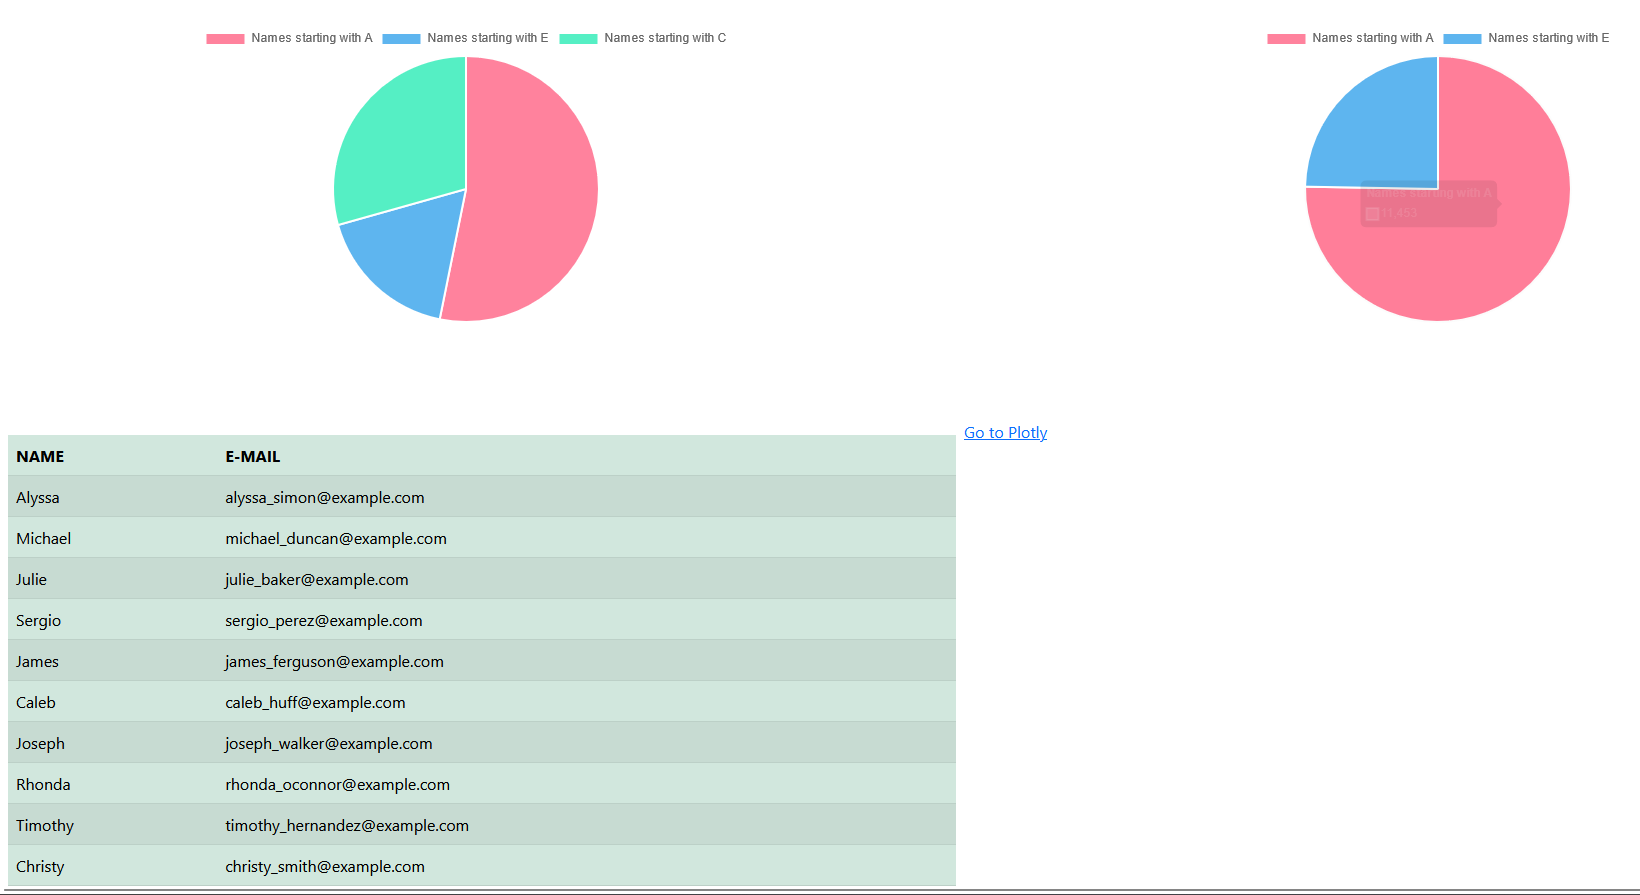 Names starting with A Names starting with E Names starting with C
Names starting with A Names starting with E
Names starting with A
11,453
Go to Plotly
NAME E-MAIL
Alyssa alyssa_simon@example.com
Michael michael_duncan@example.com
Julie julie_baker@example.com
Sergio sergio_perez@example.com
James james_ferguson@example.com
Caleb caleb_huff@example.com
Joseph joseph_walker@example.com
Rhonda rhonda_oconnor@example.com
Timothy timothy_hernandez@example.com
Christy christy_smith@example.com